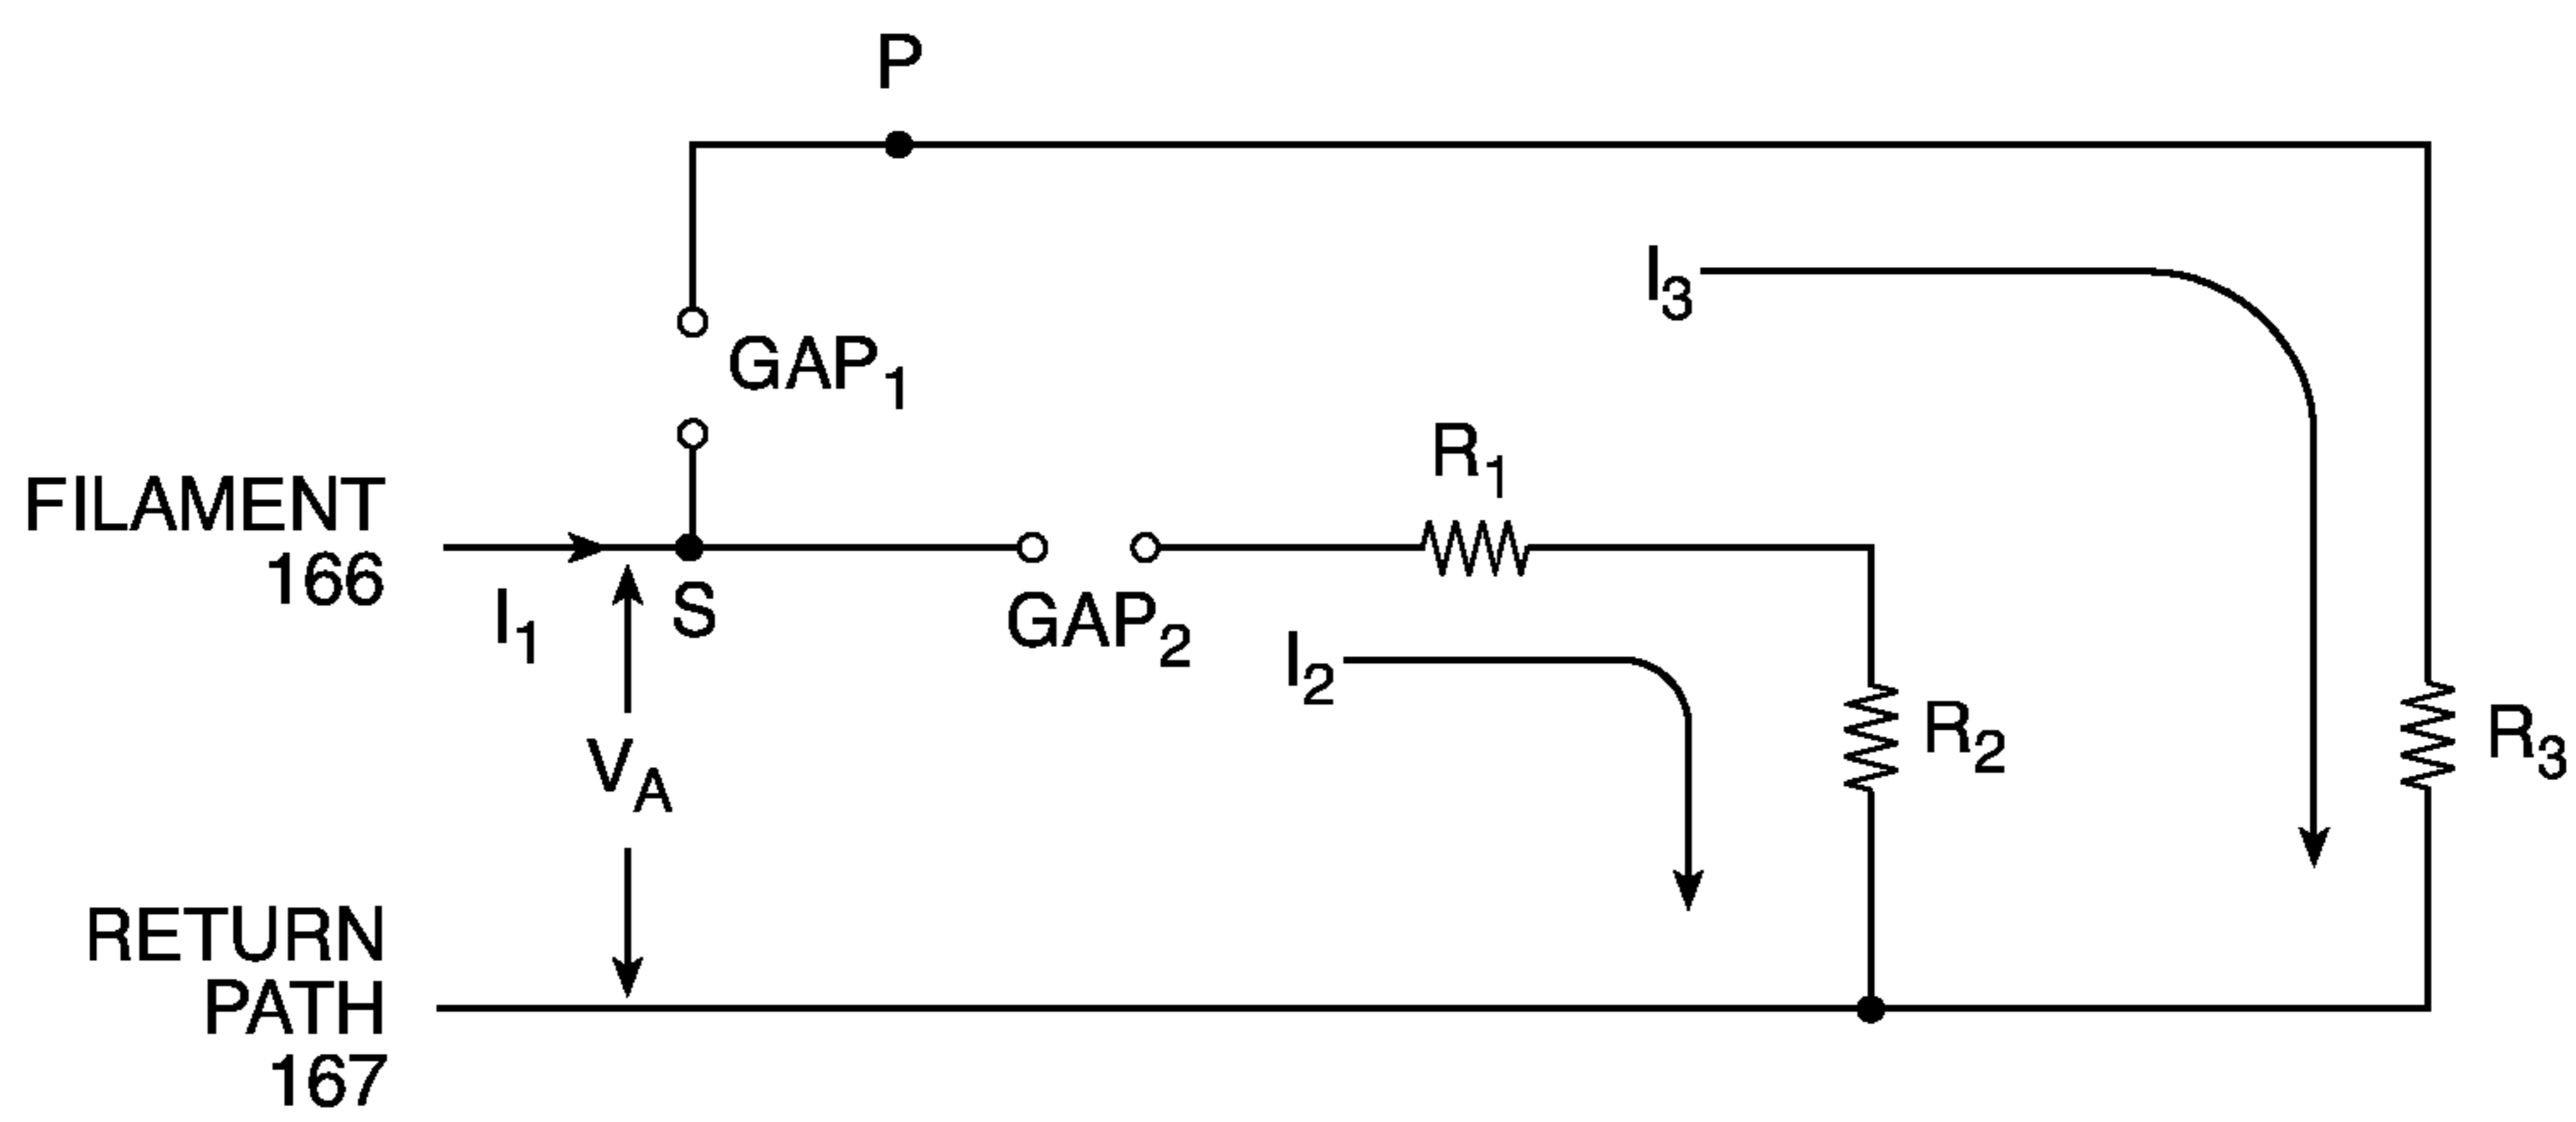 P
I3
GAP1
R1
FILAMENT
166
I1
S
GAP2
I2
R2
R3
VA
RETURN
PATH
167